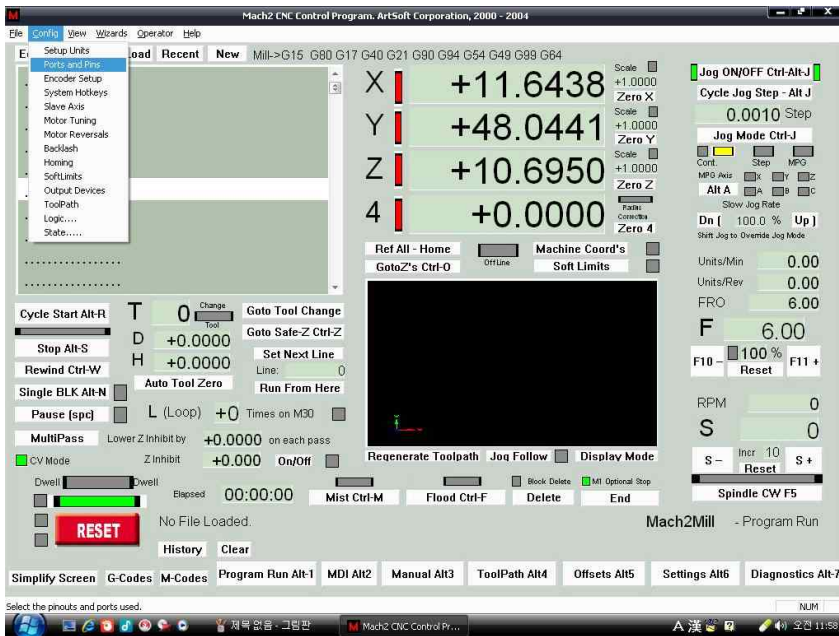 Mach2 CNC Control Program. ArtSoft Corporation, 2000 - 2004
File Config View Wizards Operator Help
Setup Units
Ports and Pins
Encoder Setup
System Hotkeys
Slave Axis
Motor Tuning
Motor Reversals
Backlash
Homing
SoftLimits
Output Devices
ToolPath
Logic....
State.....
Recent New Mill->G15 G80 G17 G40 G21 G90 G94 G54 G49 G99 G64
X +11.6438 Scale +1.0000 Zero X
Y +48.0441 Scale +1.0000 Zero Y
Z +10.6950 Scale +1.0000 Zero Z
4 +0.0000 Radius Correction Zero 4
Ref All - Home OffLine Machine Coord's
GotoZ's Ctrl-O Soft Limits
Jog ON/OFF Ctrl-Alt-J
Cycle Jog Step - Alt J
0.0010 Step
Jog Mode Ctrl-J
Cont. Step MPG
MPG Axis X Y Z
Alt A A B C
Slow Jog Rate
Dn ( 100.0 % Up )
Shift Jog to Override Jog Mode
Units/Min 0.00
Units/Rev 0.00
FRO 6.00
F 6.00
F10 - 100 % F11 +
Reset
RPM 0
S 0
S - Incr 10 S +
Reset
Spindle CW F5
Cycle Start Alt-R
Stop Alt-S
Rewind Ctrl-W
Single BLK Alt-N
Pause (spc)
MultiPass
CV Mode
T 0 Change Tool Goto Tool Change
D +0.0000 Goto Safe-Z Ctrl-Z
H +0.0000 Set Next Line
Line: 0
Auto Tool Zero Run From Here
L (Loop) +0 Times on M30
Lower Z Inhibit by +0.0000 on each pass
Z Inhibit +0.000 On/Off
Regenerate Toolpath Jog Follow Display Mode
Dwell Dwell
Elapsed 00:00:00 Mist Ctrl-M Flood Ctrl-F Block Delete Delete M1 Optional Stop End
RESET No File Loaded.
Mach2Mill - Program Run
History Clear
Simplify Screen G-Codes M-Codes Program Run Alt-1 MDI Alt2 Manual Alt3 ToolPath Alt4 Offsets Alt5 Settings Alt6 Diagnostics Alt-7
Select the pinouts and ports used. NUM
제목 없음 - 그림판 Mach2 CNC Control Pr... A 漢 오전 11:58